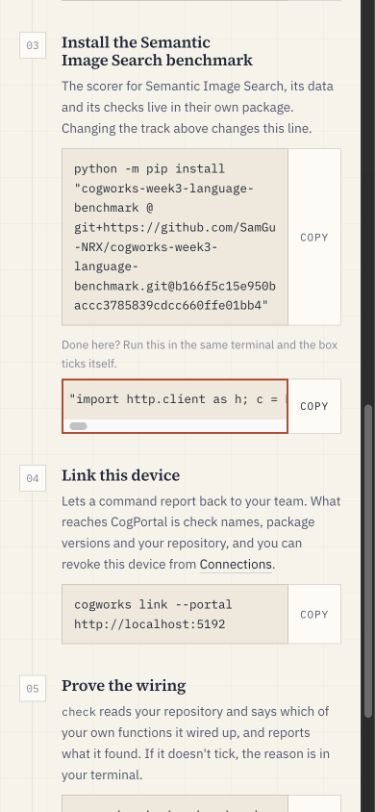 03
Install the Semantic
Image Search benchmark
The scorer for Semantic Image Search, its data
and its checks live in their own package.
Changing the track above changes this line.
python -m pip install
"cogworks-week3-language-
benchmark @
git+https://github.com/SamGu
-NRX/cogworks-week3-
language-
benchmark.git@b166f5c15e950b
accc3785839cdcc660ffe01bb4"
COPY
Done here? Run this in the same terminal and the box
ticks itself.
"import http.client as h; c =
COPY
04
Link this device
Lets a command report back to your team. What
reaches CogPortal is check names, package
versions and your repository, and you can
revoke this device from Connections.
cogworks link --portal
http://localhost:5192
COPY
05
Prove the wiring
check reads your repository and says which of
your own functions it wired up, and reports
what it found. If it doesn't tick, the reason is in
your terminal.